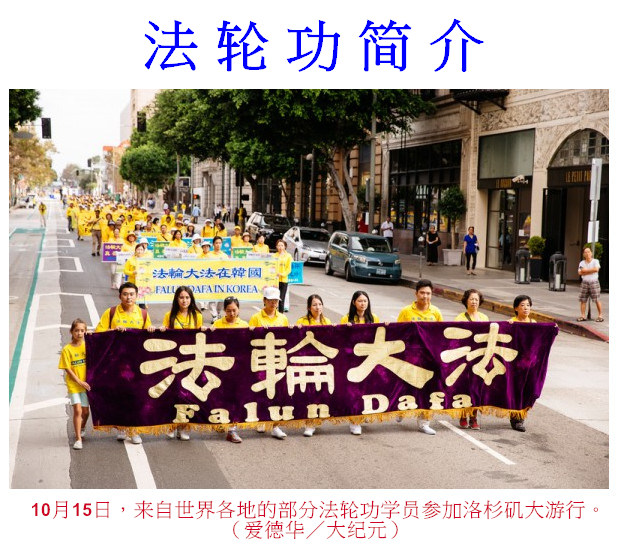 法轮功简介
法輪大法在韓國
FALUN DAFA IN KOREA
法輪大法
Falun Dafa
10月15日，来自世界各地的部分法轮功学员参加洛杉矶大游行。
（爱德华／大纪元）